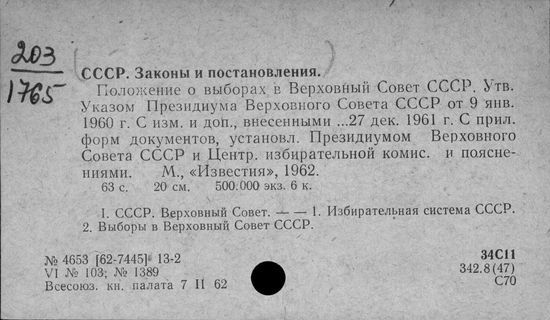 203
1765
СССР. Законы и постановления.
Положение о выборах в Верховный Совет СССР. Утв.
Указом Президиума Верховного Совета СССР от 9 янв.
1960 г. С изм. и доп., внесенными ...27 дек. 1961 г. С прил.
форм документов, установл. Президиумом Верховного
Совета СССР и Центр. избирательной комис. и поясне-
ниями. М., «Известия», 1962.
63 с. 20 см. 500.000 экз. 6 к.
1. СССР. Верховный Совет. — — 1. Избирательная система СССР.
2. Выборы в Верховный Совет СССР.
№ 4653 [62-7445] 13-2
34С11
VI № 103; № 1389
342.8(47)
Всесоюз. кн. палата 7 II 62
С70